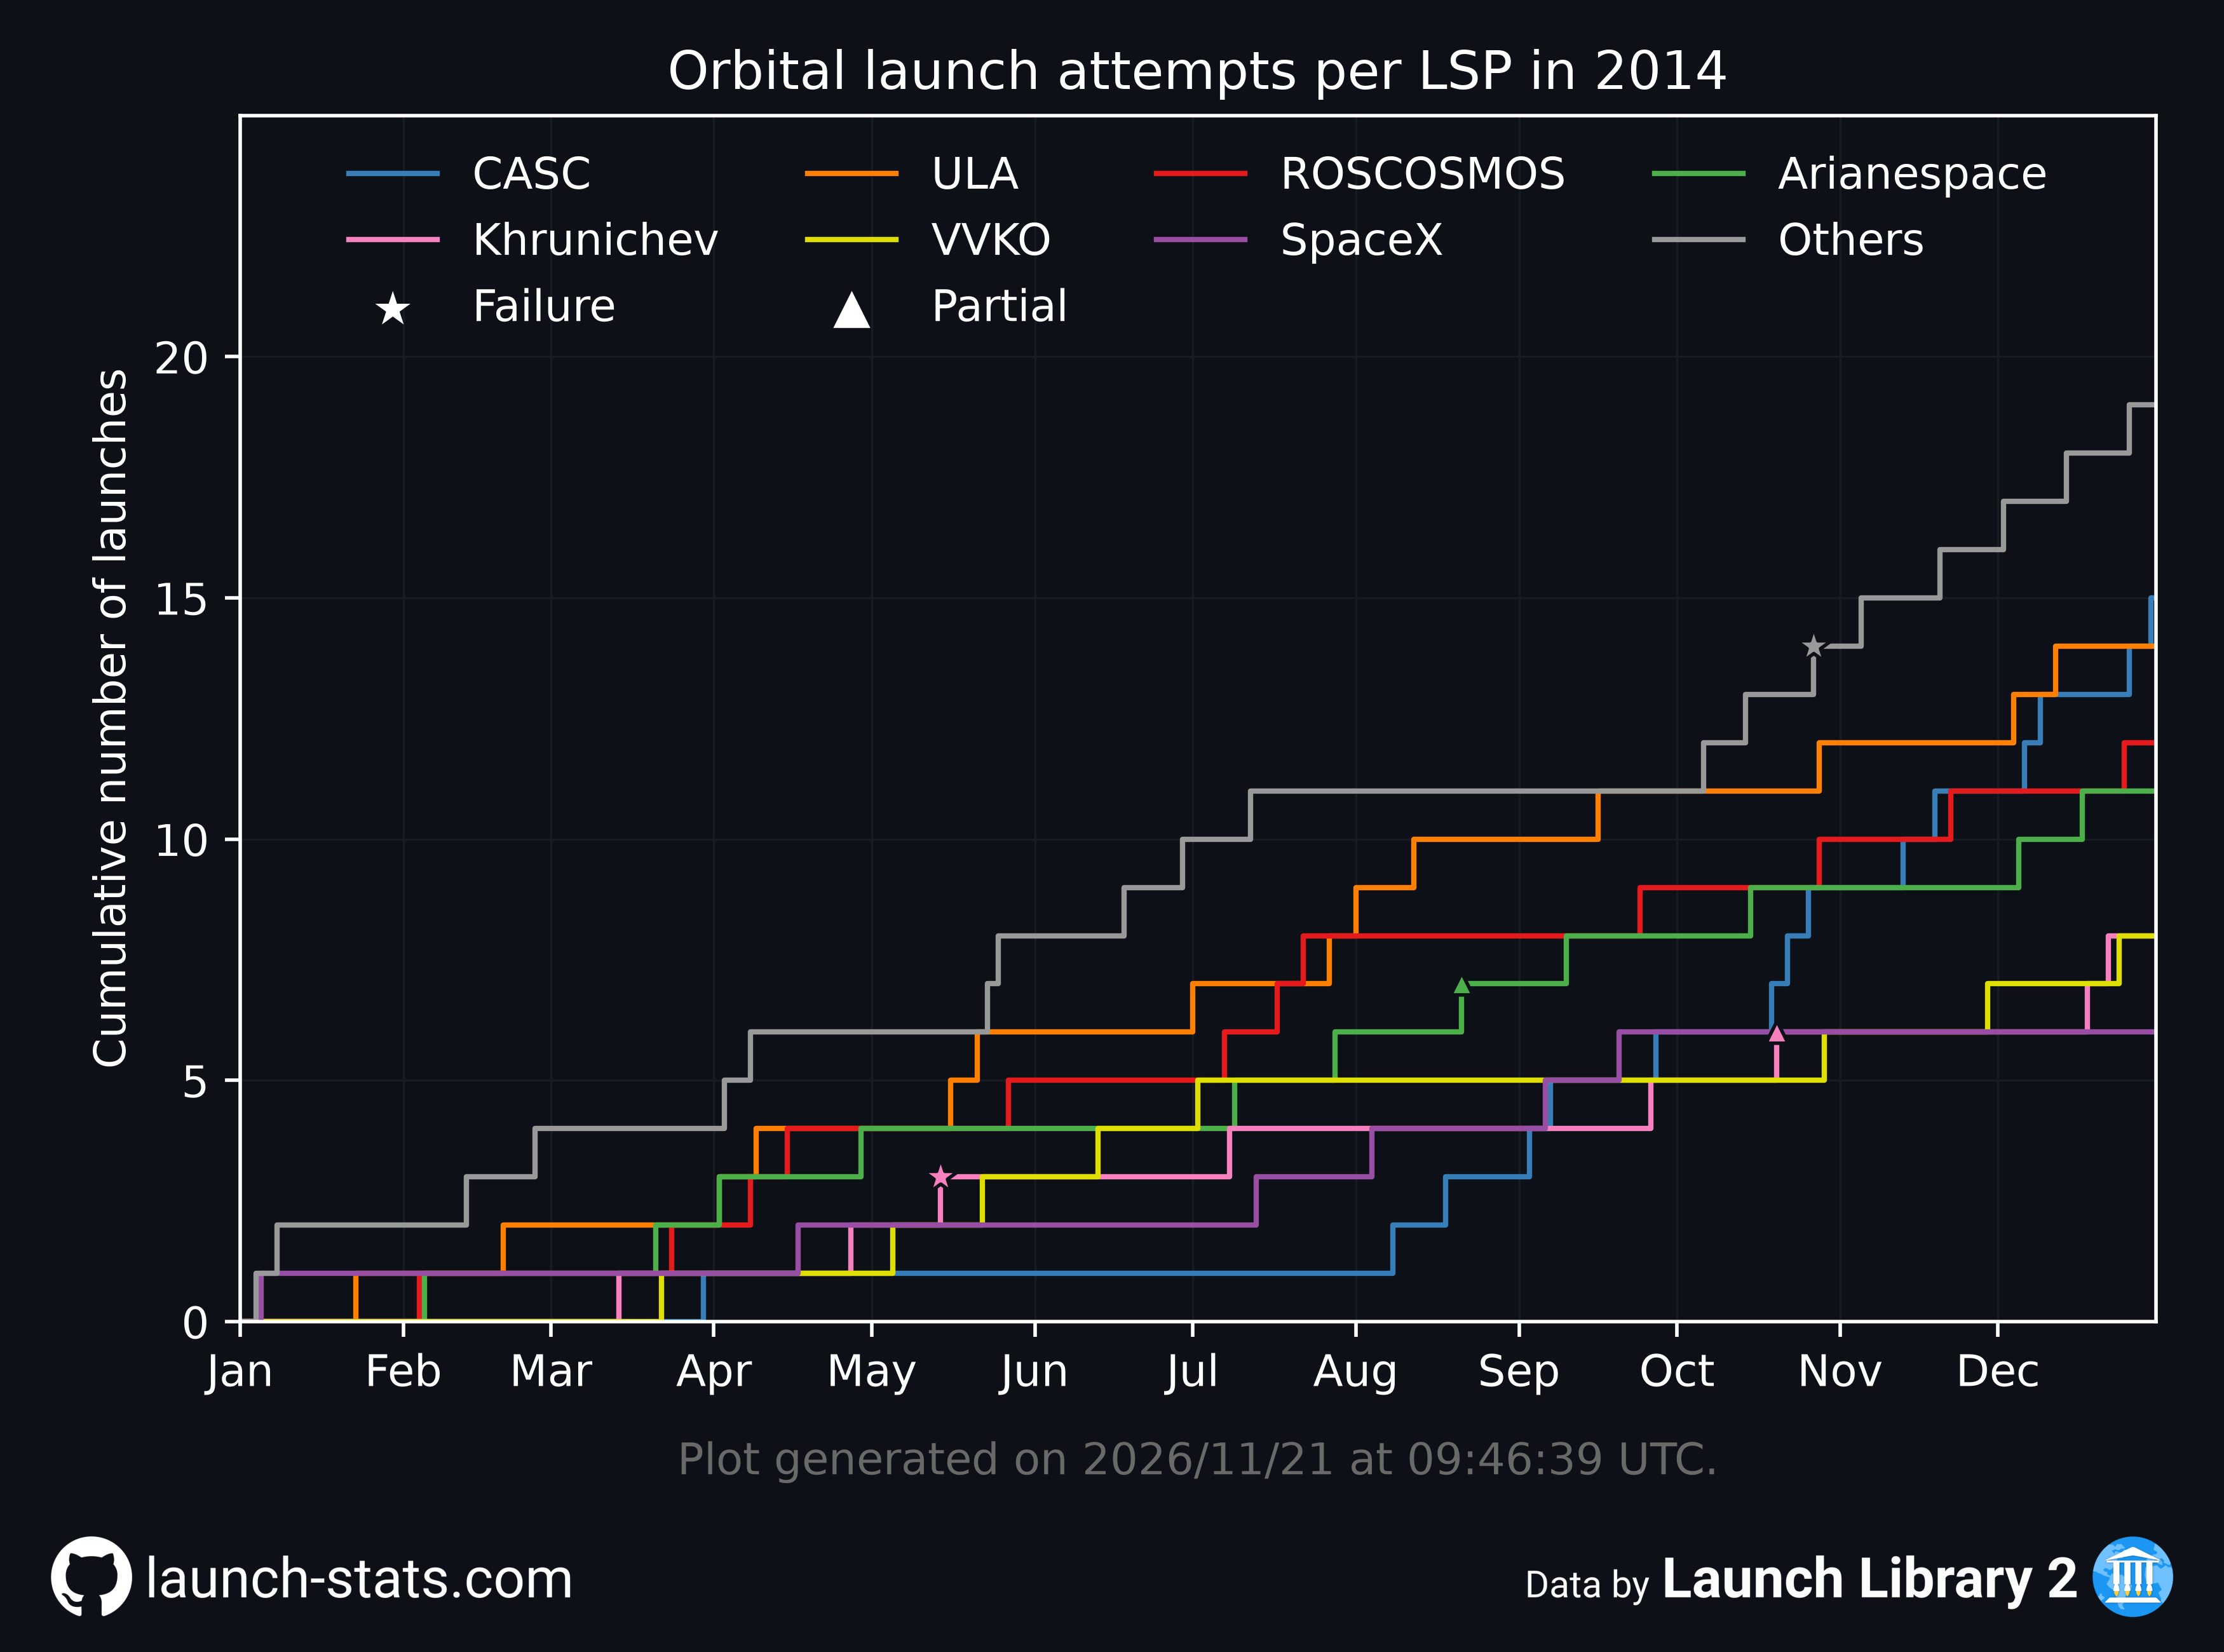 Orbital launch attempts per LSP in 2014
CASC ULA ROSCOSMOS Arianespace
Khrunichev VVKO SpaceX Others
Failure Partial
Cumulative number of launches
20
15
10
5
0
Jan Feb Mar Apr May Jun Jul Aug Sep Oct Nov Dec
Plot generated on 2026/11/21 at 09:46:39 UTC.
launch-stats.com
Data by Launch Library 2